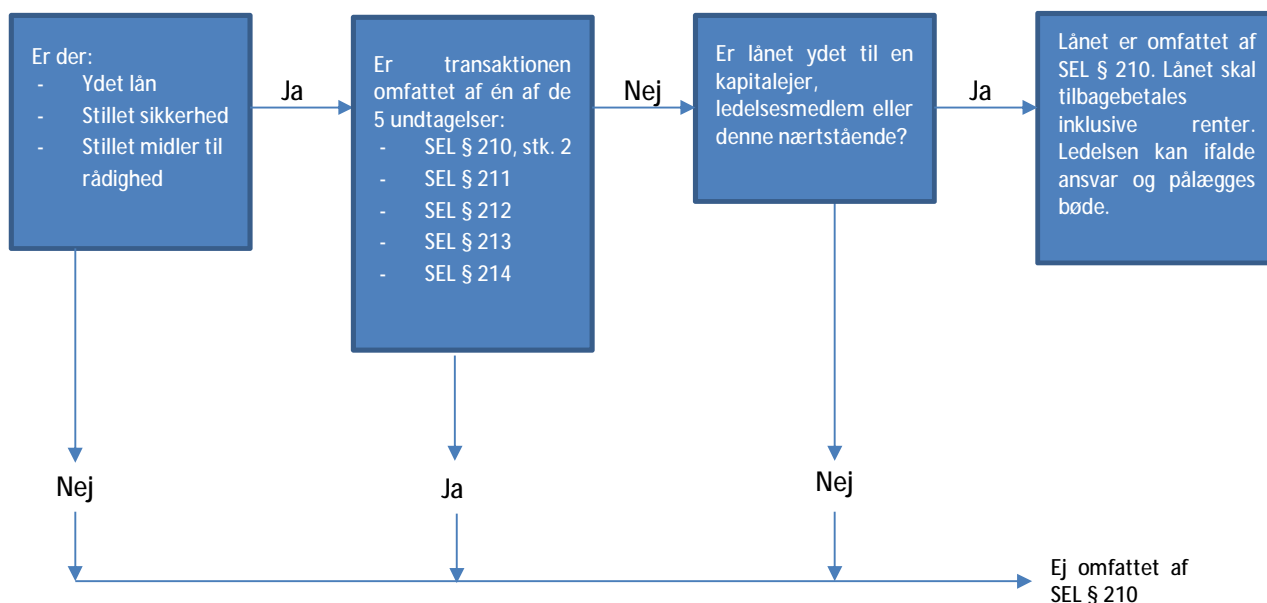 Er der:
- Ydet lån
- Stillet sikkerhed
- Stillet midler til
rådighed
Ja
Er transaktionen
omfattet af én af de
5 undtagelser:
- SEL § 210, stk. 2
- SEL § 211
- SEL § 212
- SEL § 213
- SEL § 214
Nej
Er lånet ydet til en
kapitalejer,
ledelsesmedlem eller
denne nærtstående?
Ja
Lånet er omfattet af
SEL § 210. Lånet skal
tilbagebetales
inklusive renter.
Ledelsen kan ifalde
ansvar og pålægges
bøde.
Nej
Ja
Nej
Ej omfattet af
SEL § 210